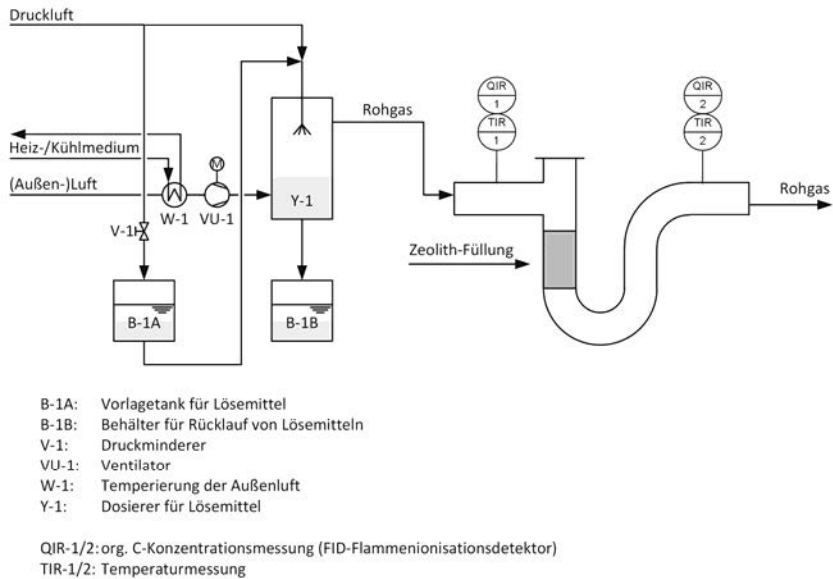 Druckluft
QIR
1
TIR
1
QIR
2
TIR
2
Rohgas
Heiz-/Kühlmedium
M
(Außen-)Luft
W-1
VU-1
Y-1
Rohgas
V-1
Zeolith-Füllung
B-1A
B-1B
B-1A: Vorlagetank für Lösemittel
B-1B: Behälter für Rücklauf von Lösemitteln
V-1: Druckminderer
VU-1: Ventilator
W-1: Temperierung der Außenluft
Y-1: Dosierer für Lösemittel
QIR-1/2: org. C-Konzentrationsmessung (FID-Flammenionisationsdetektor)
TIR-1/2: Temperaturmessung